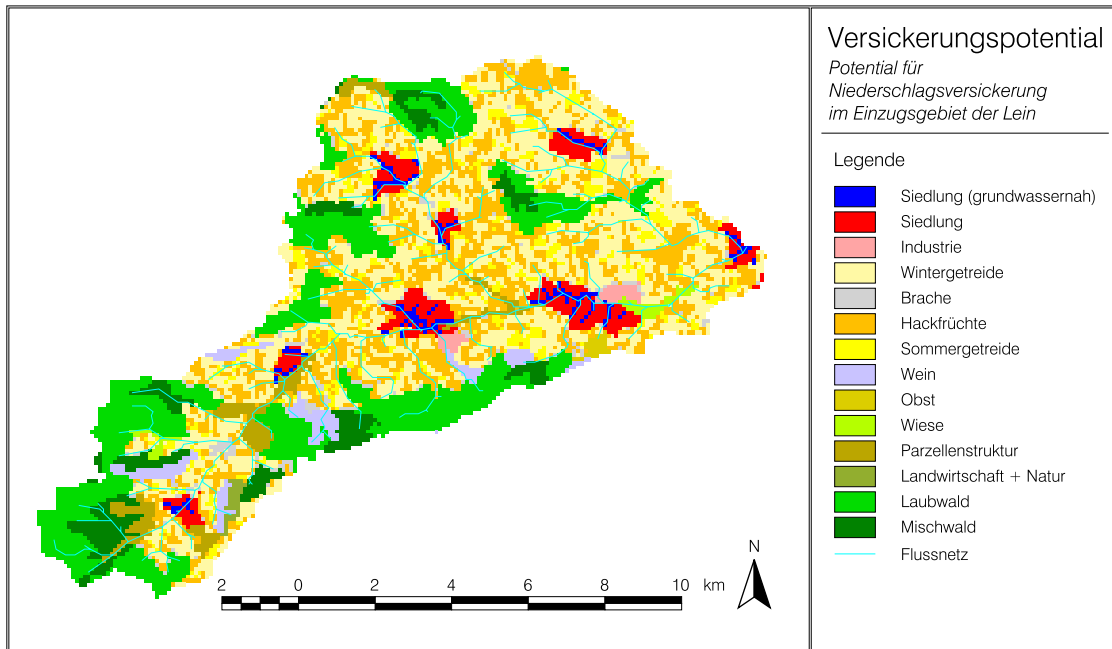 Versickerungspotential
Potential für
Niederschlagsversickerung
im Einzugsgebiet der Lein
Legende
Siedlung (grundwassernah)
Siedlung
Industrie
Wintergetreide
Brache
Hackfrüchte
Sommergetreide
Wein
Obst
Wiese
Parzellenstruktur
Landwirtschaft + Natur
Laubwald
Mischwald
Flussnetz
2 0 2 4 6 8 10 km
N